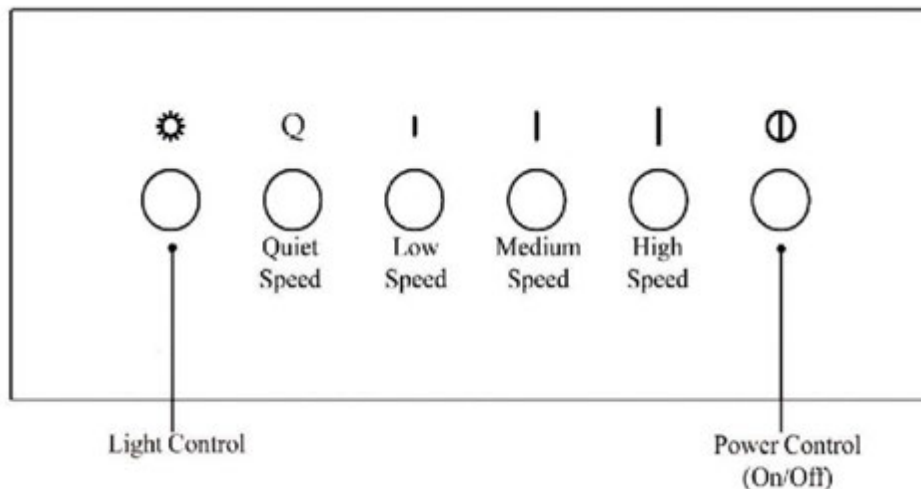 Q
Quiet Speed
Low Speed
Medium Speed
High Speed
Light Control
Power Control
(On/Off)